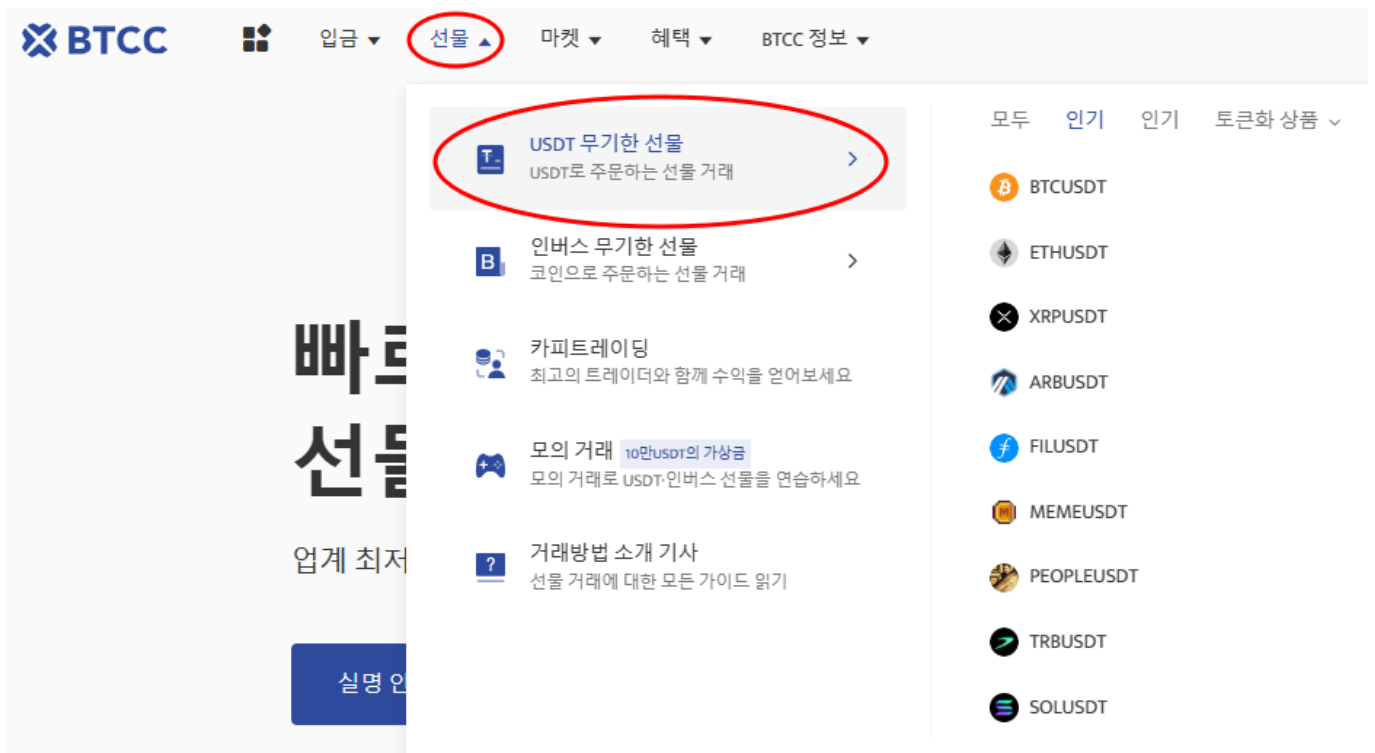 BTCC
입금 ▼
선물 ▲
마켓 ▼
혜택 ▼
BTCC 정보 ▼
USDT 무기한 선물
USDT로 주문하는 선물 거래
인버스 무기한 선물
코인으로 주문하는 선물 거래
카피트레이딩
최고의 트레이더와 함께 수익을 얻어보세요
모의 거래 10만USDT의 가상금
모의 거래로 USDT·인버스 선물을 연습하세요
거래방법 소개 기사
선물 거래에 대한 모든 가이드 읽기
모두 인기 인기 토큰화 상품
BTCUSDT
ETHUSDT
XRPUSDT
ARBUSDT
FILUSDT
MEMEUSDT
PEOPLEUSDT
TRBUSDT
SOLUSDT
업계 최저
실명